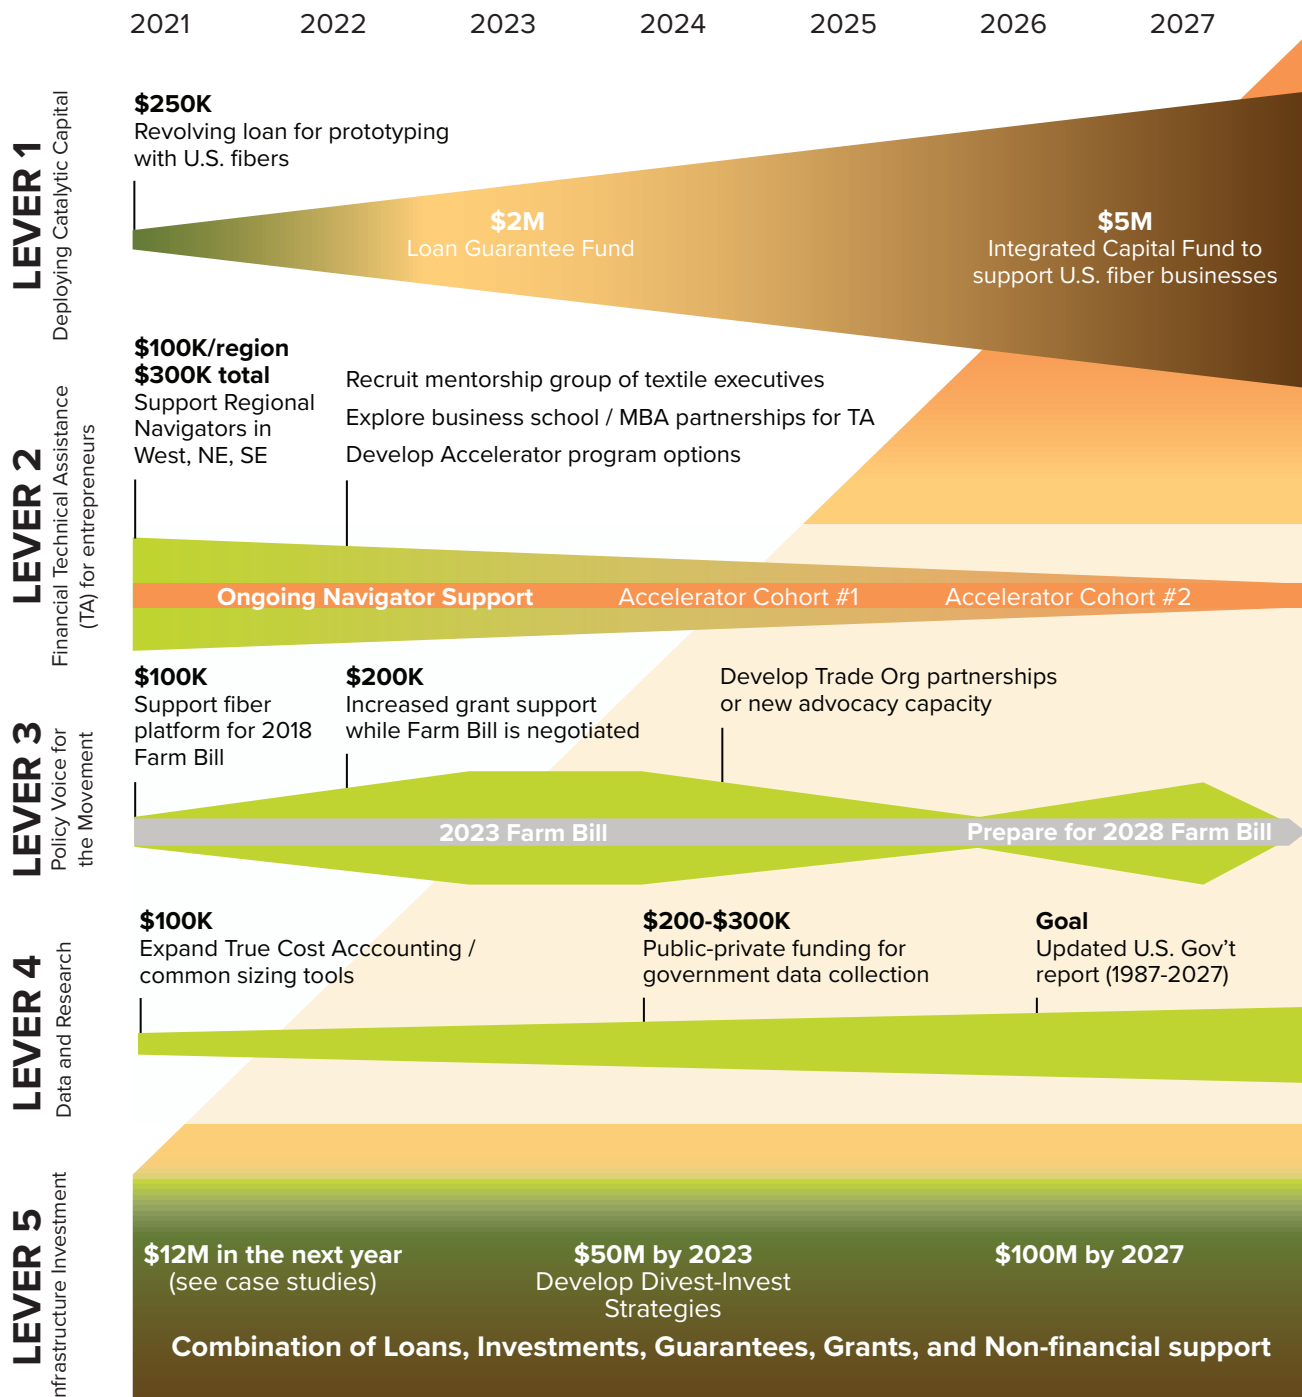 2021 2022 2023 2024 2025 2026 2027
LEVER 1
Deploying Catalytic Capital
$250K
Revolving loan for prototyping
with U.S. fibers
$2M
Loan Guarantee Fund
$5M
Integrated Capital Fund to
support U.S. fiber businesses
LEVER 2
Financial Technical Assistance
(TA) for entrepreneurs
$100K/region
$300K total
Support Regional
Navigators in
West, NE, SE
Recruit mentorship group of textile executives
Explore business school / MBA partnerships for TA
Develop Accelerator program options
Ongoing Navigator Support
Accelerator Cohort #1
Accelerator Cohort #2
LEVER 3
Policy Voice for
the Movement
$100K
Support fiber
platform for 2018
Farm Bill
$200K
Increased grant support
while Farm Bill is negotiated
Develop Trade Org partnerships
or new advocacy capacity
2023 Farm Bill
Prepare for 2028 Farm Bill
LEVER 4
Data and Research
$100K
Expand True Cost Acccounting /
common sizing tools
$200-$300K
Public-private funding for
government data collection
Goal
Updated U.S. Gov’t
report (1987-2027)
LEVER 5
nfrastructure Investment
$12M in the next year
(see case studies)
$50M by 2023
Develop Divest-Invest
Strategies
$100M by 2027
Combination of Loans, Investments, Guarantees, Grants, and Non-financial support